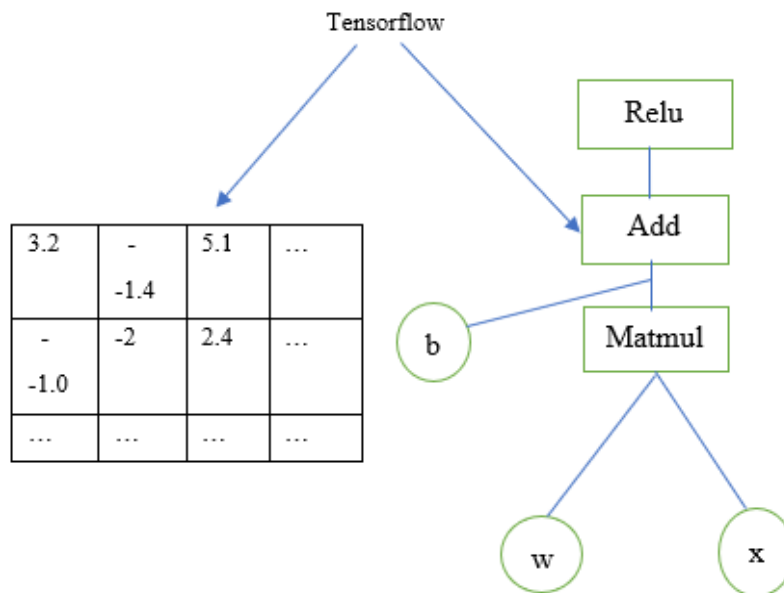 Tensorflow
Relu
Add
3.2 - 5.1 ...
-1.4
b
Matmul
- -2 2.4 ...
-1.0
... ... ... ...
w
x